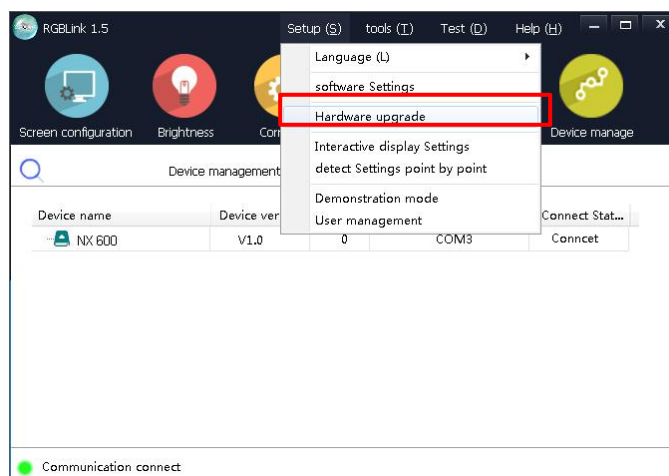 RGBLink 1.5
Setup (S) tools (T) Test (D) Help (H)
Language (L)
software Settings
Hardware upgrade
Interactive display Settings
detect Settings point by point
Demonstration mode
User management
Screen configuration Brightness Corr Device manage
Device management
Device name Device ver Connect Stat...
NX 600 V1.0 0 COM3 Conncet
Communication connect